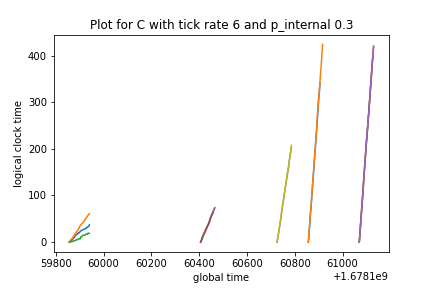 Plot for C with tick rate 6 and p_internal 0.3
400
300
200
100
0
logical clock time
59800 60000 60200 60400 60600 60800 61000
global time
+1.6781e9